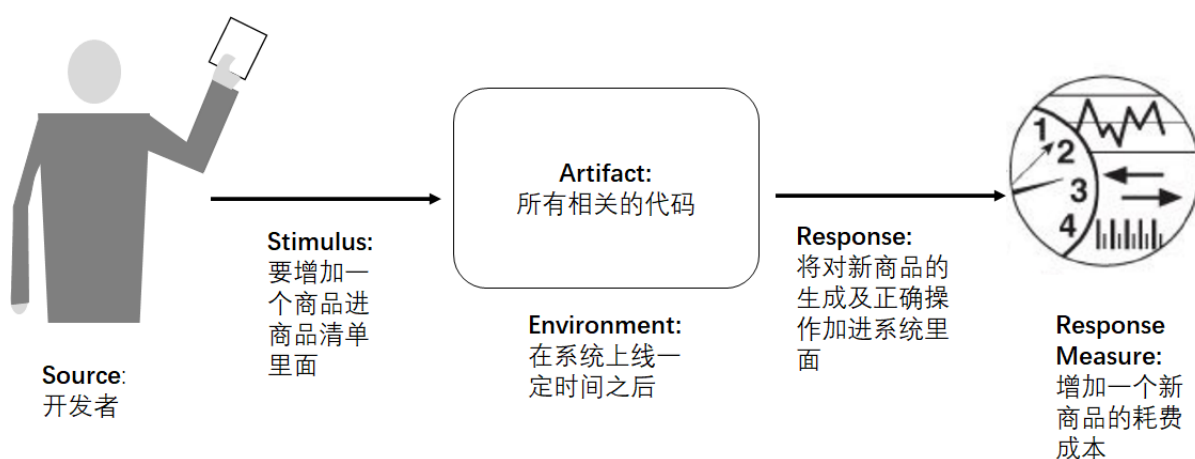 Source:
开发者
Stimulus:
要增加一
个商品进
商品清单
里面
Artifact:
所有相关的代码
Environment:
在系统上线一
定时间之后
Response:
将对新商品的
生成及正确操
作加进系统里
面
1
2
3
4
Response
Measure:
增加一个新
商品的耗费
成本